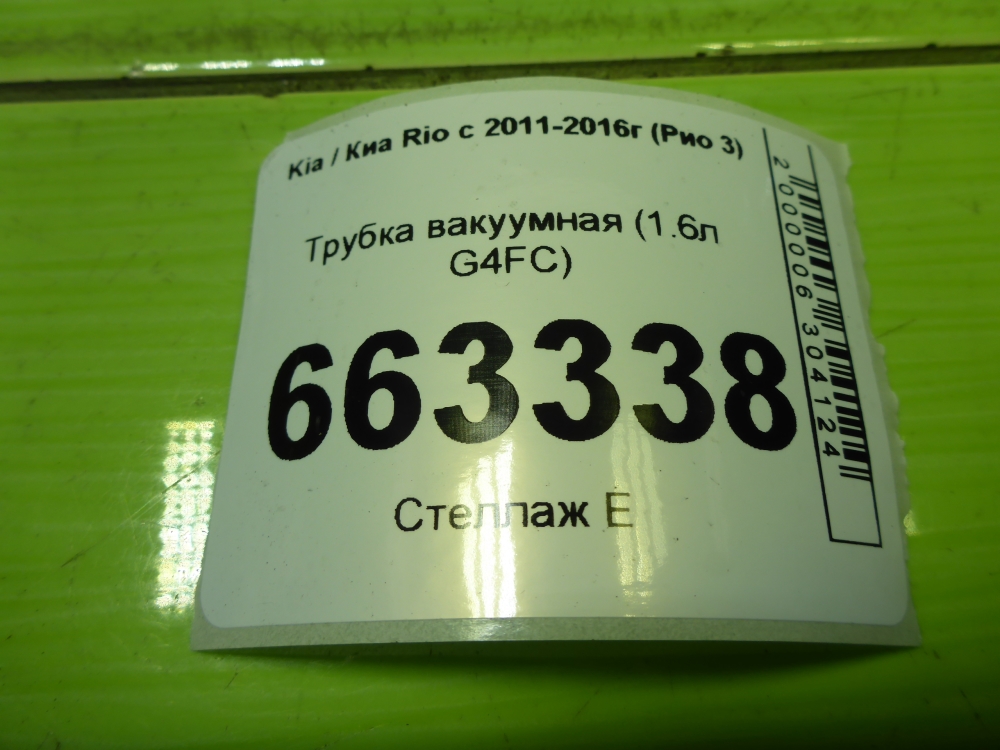 Kia / Киа Rio с 2011-2016г (Рио 3)
Трубка вакуумная (1.6л
G4FC)
663338
Стеллаж Е
2000006304124